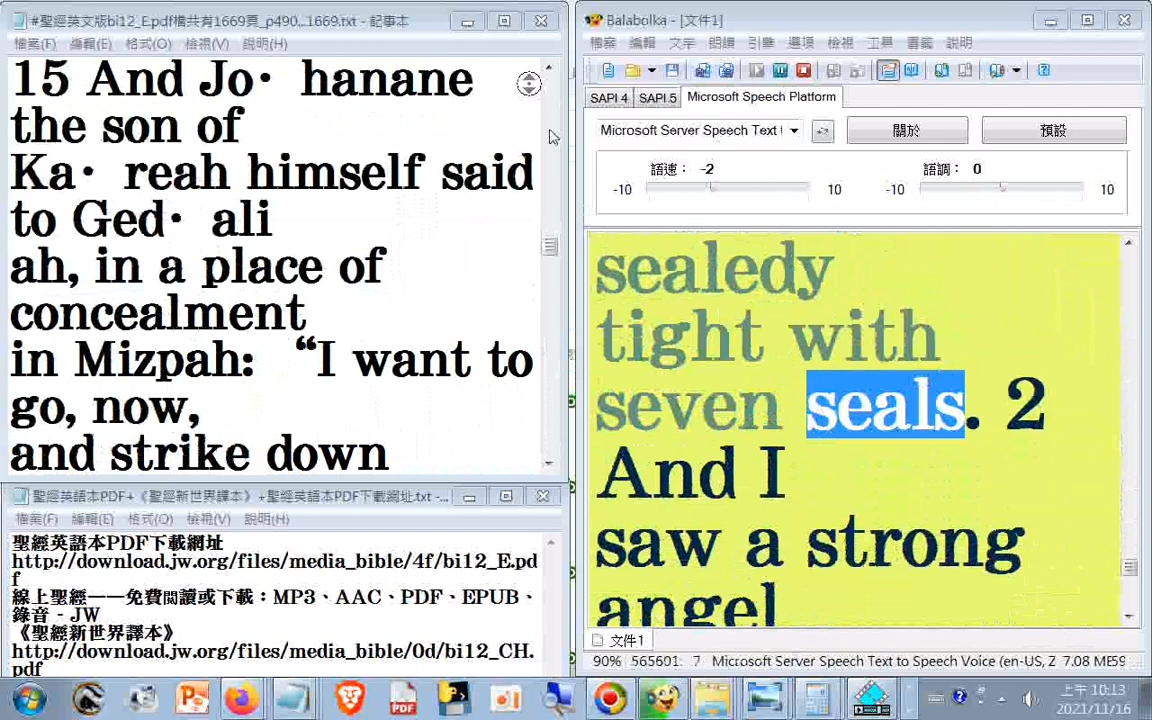 #聖經英文版bi12_E.pdf檔共有1669頁_p490...1669.txt - 記事本
檔案(F) 編輯(E) 格式(O) 檢視(V) 說明(H)
15 And Jo· hanane
the son of
Ka· reah himself said
to Ged· ali
ah, in a place of
concealment
in Mizpah: “I want to
go, now,
and strike down
聖經英語本PDF+《聖經新世界譯本》+聖經英語本PDF下載網址.txt -...
檔案(F) 編輯(E) 格式(O) 檢視(V) 說明(H)
聖經英語本PDF下載網址
http://download.jw.org/files/media_bible/4f/bi12_E.pd
f
線上聖經——免費閱讀或下載：MP3、AAC、PDF、EPUB、
錄音 - JW
《聖經新世界譯本》
http://download.jw.org/files/media_bible/0d/bi12_CH.
pdf
Balabolka - [文件1]
檔案 編輯 文字 朗讀 引擎 選項 檢視 工具 書籤 說明
SAPI 4 SAPI 5 Microsoft Speech Platform
Microsoft Server Speech Text 關於 預設
語速： -2 語調： 0
-10 10 -10 10
sealedy
tight with
seven seals. 2
And I
saw a strong
angel
文件1
90% 565601: 7 Microsoft Server Speech Text to Speech Voice (en-US, Z 7.08 ME59
PDF
上午 10:13
2021/11/16